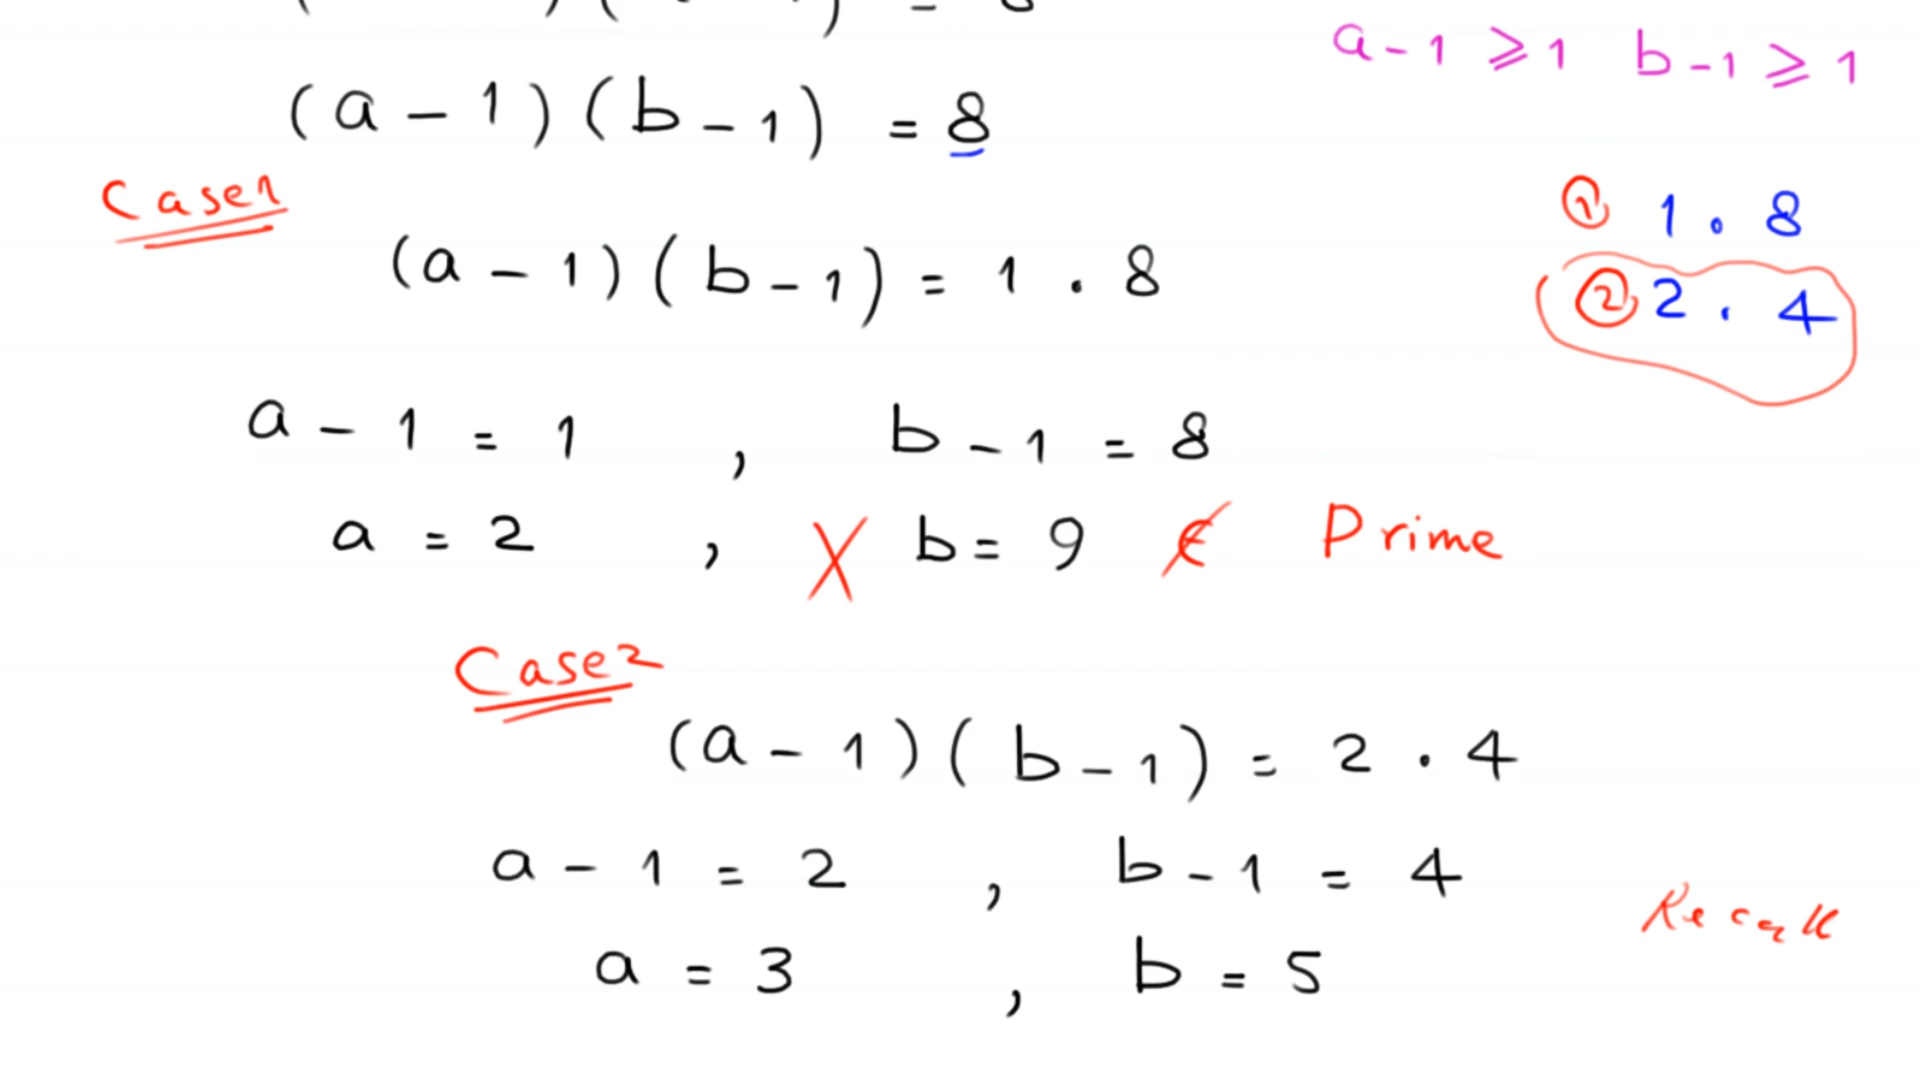 a - 1 ⩾ 1 b - 1 ⩾ 1
(a - 1)(b - 1) = 8
Case 1
① 1 . 8
(a - 1)(b - 1) = 1 . 8
② 2 . 4
a - 1 = 1 , b - 1 = 8
a = 2 , X b = 9 ∉ Prime
Case 2
(a - 1)(b - 1) = 2 . 4
a - 1 = 2 , b - 1 = 4
Recall
a = 3 , b = 5